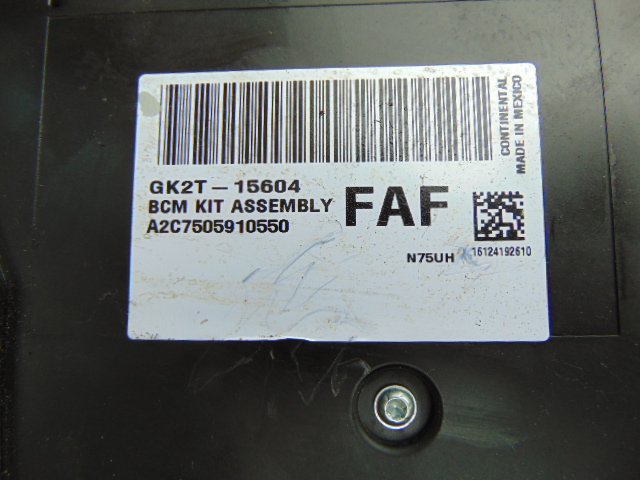 CONTINENTAL
MADE IN MEXICO
GK2T-15604
BCM KIT ASSEMBLY
A2C7505910550
FAF
N75UH
16124192610